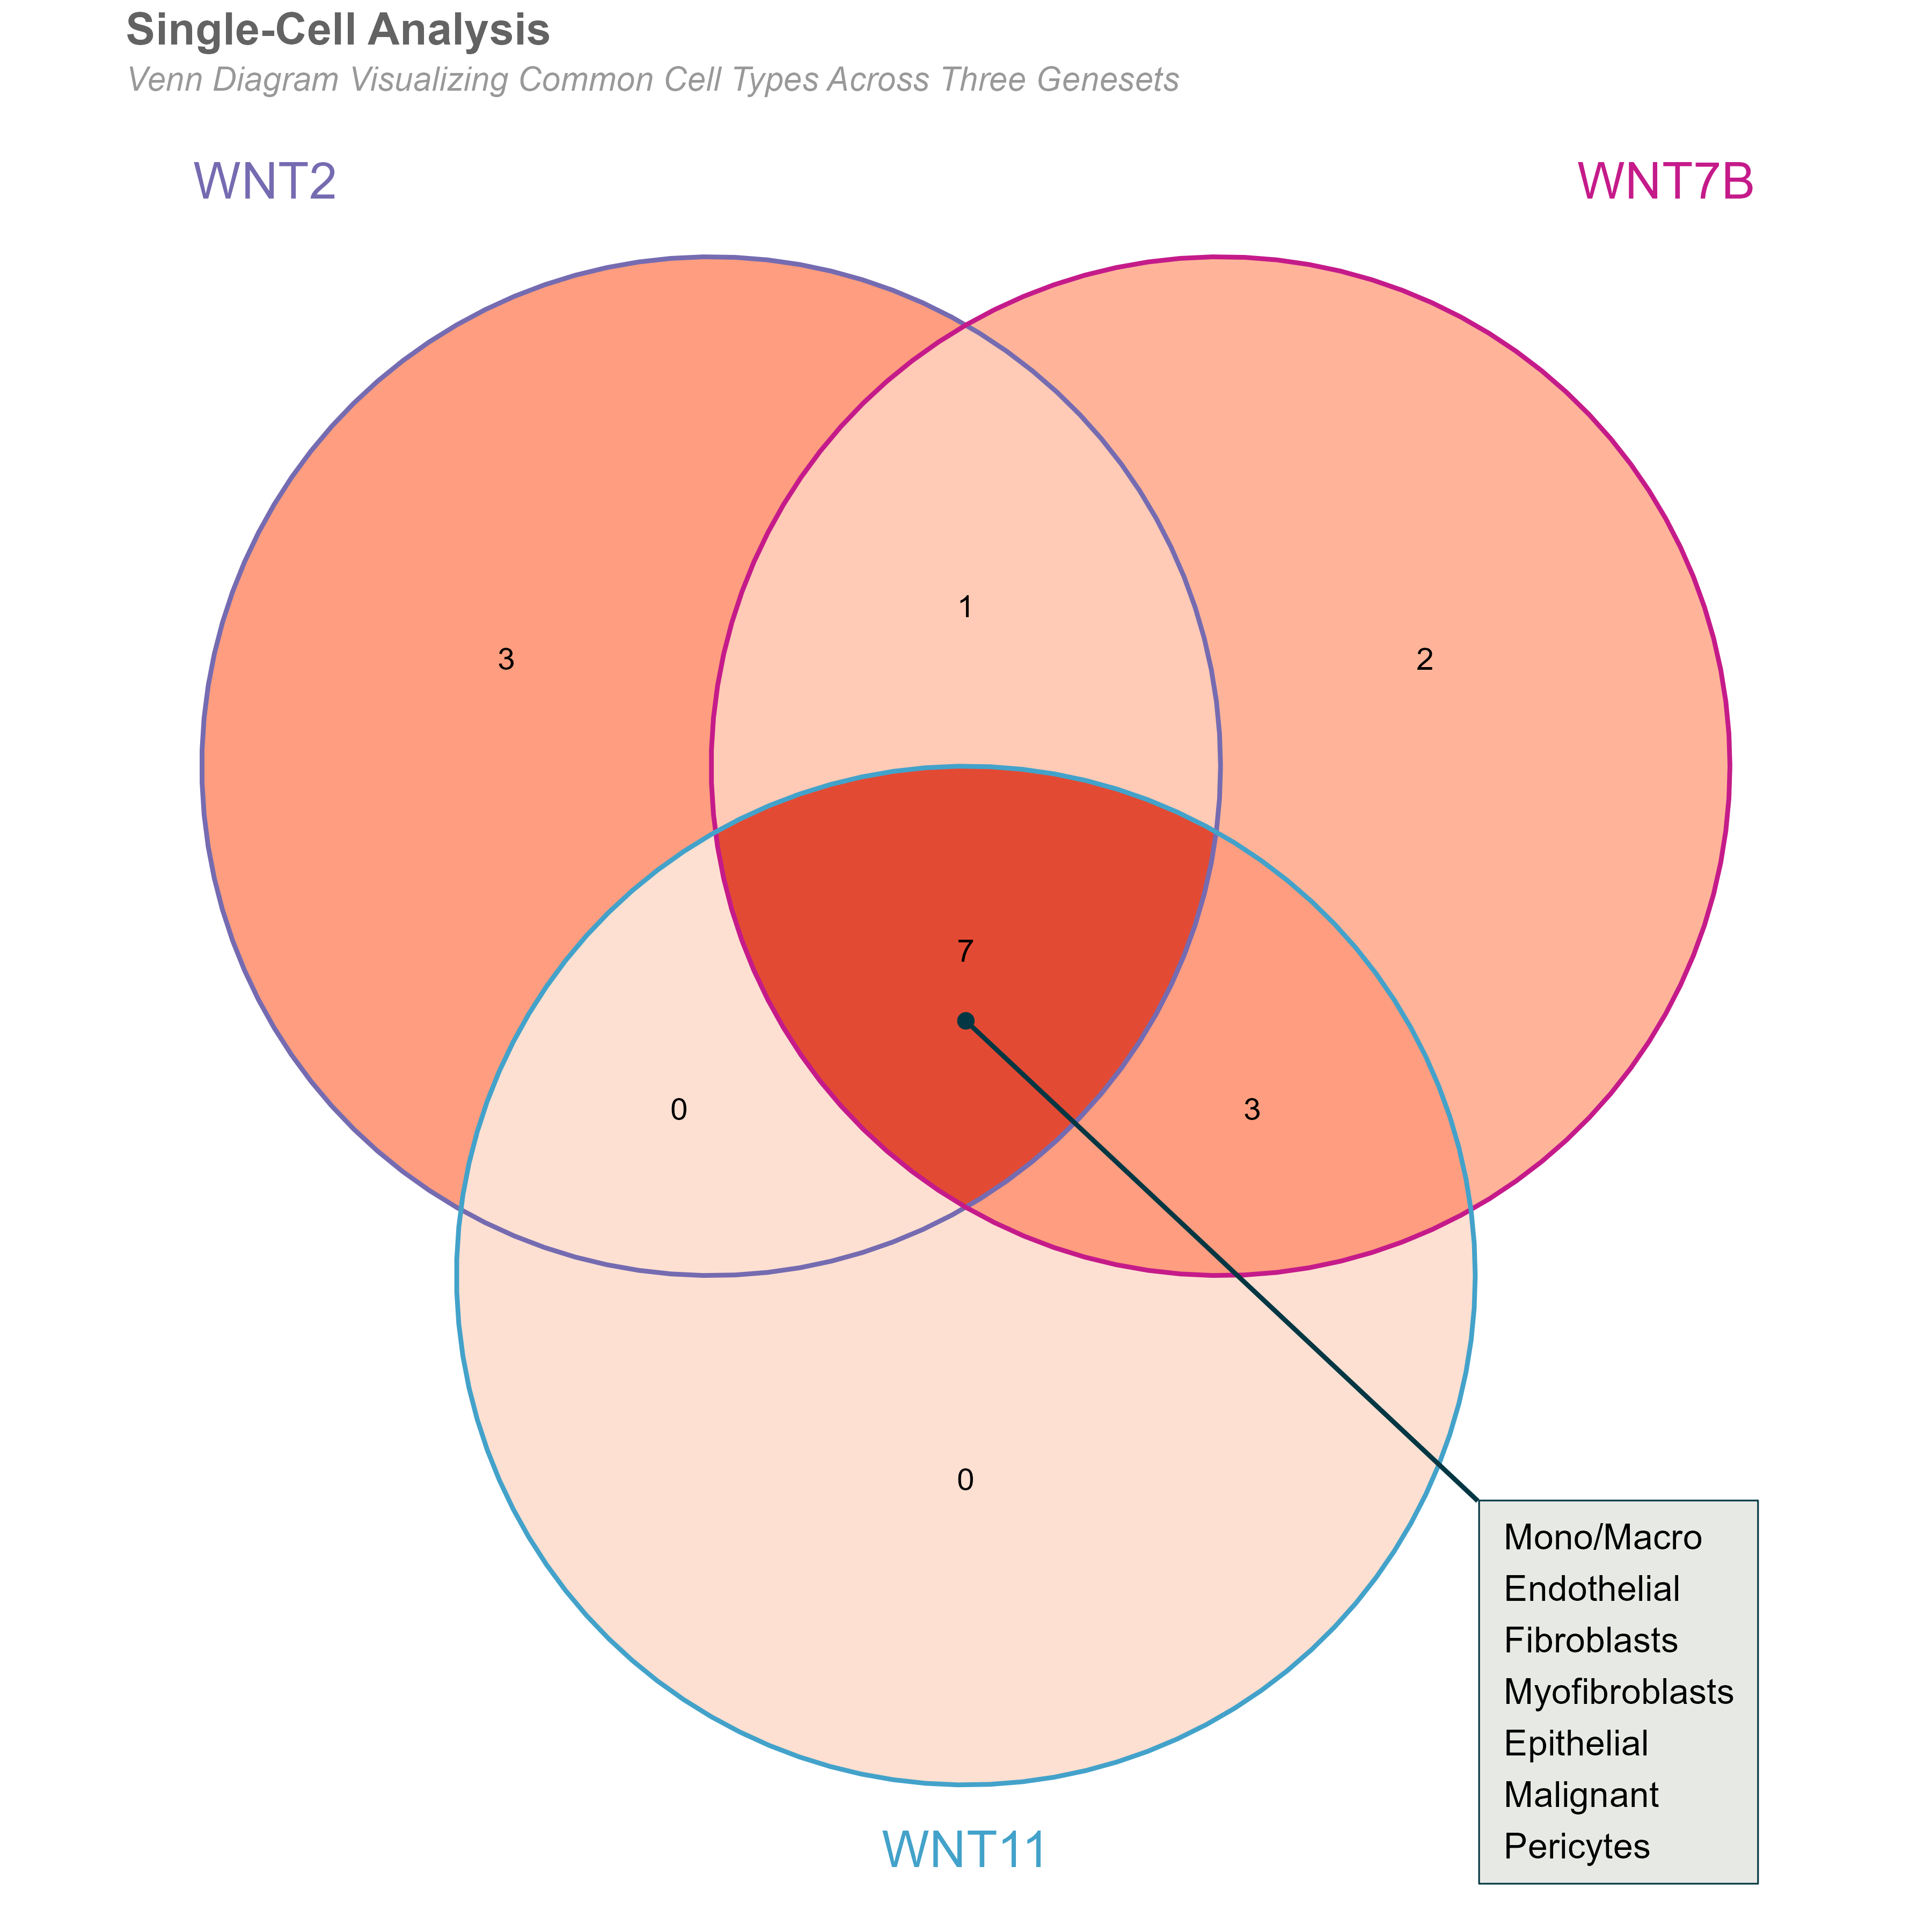 Single-Cell Analysis
Venn Diagram Visualizing Common Cell Types Across Three Genesets
WNT2
WNT7B
1
3
2
7
0
3
0
Mono/Macro
Endothelial
Fibroblasts
Myofibroblasts
Epithelial
Malignant
Pericytes
WNT11